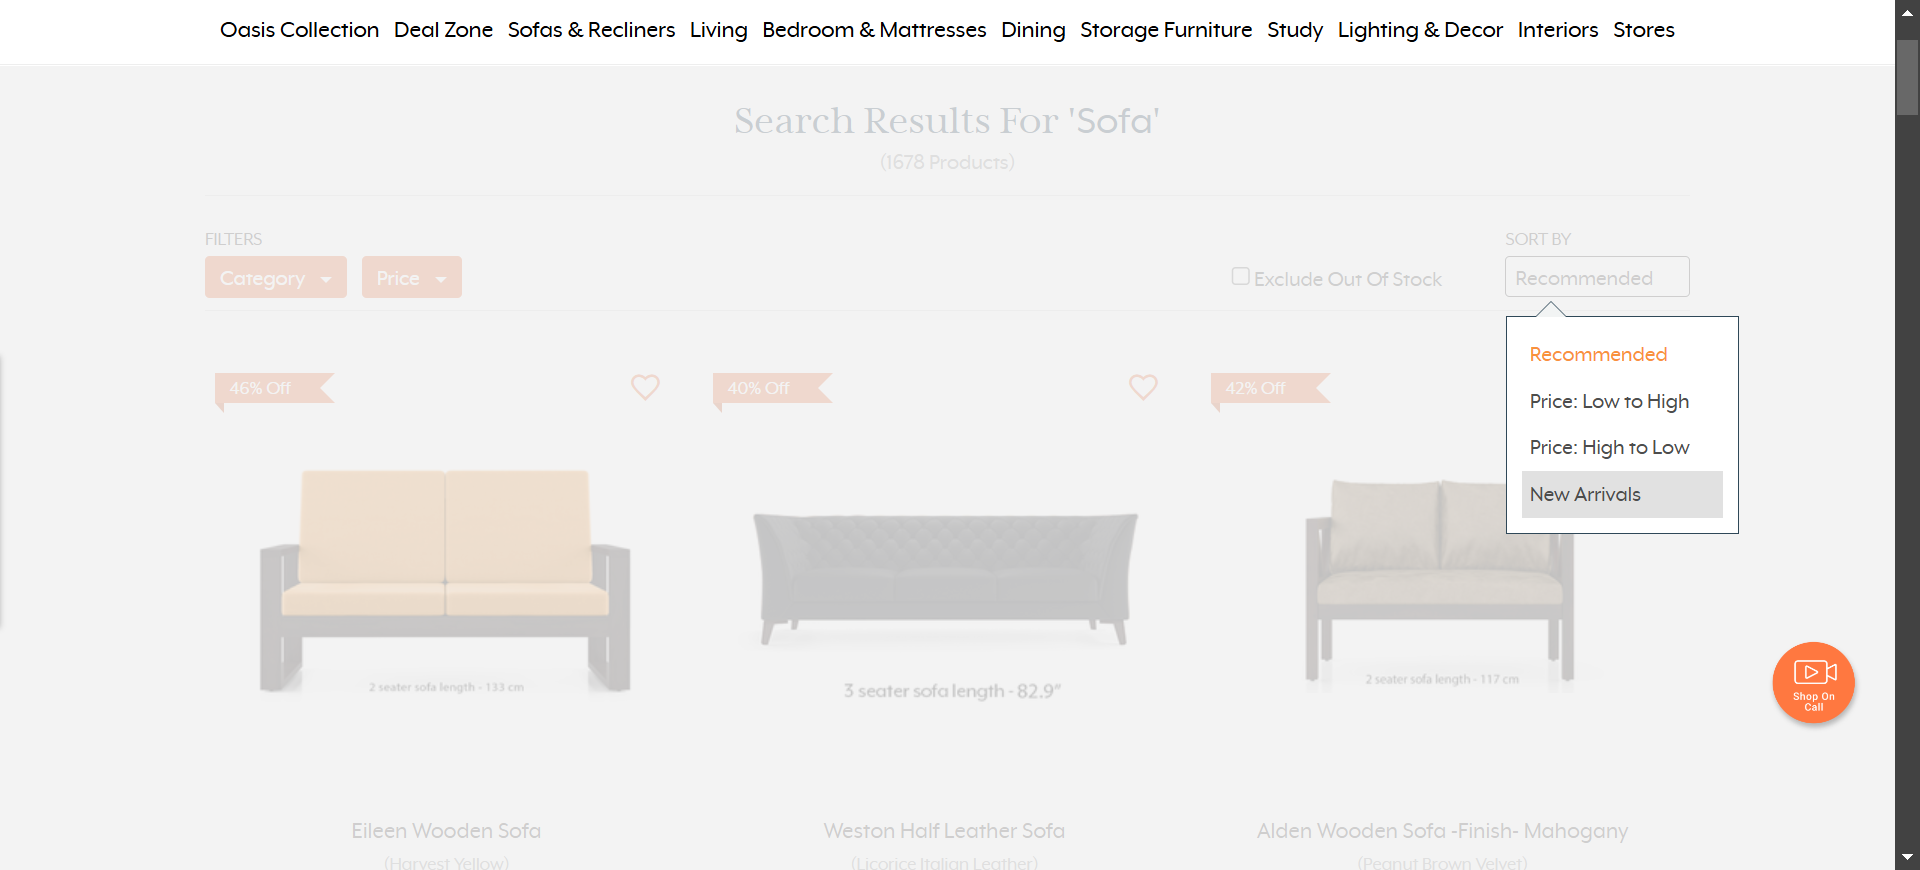 Oasis Collection Deal Zone Sofas & Recliners Living Bedroom & Mattresses Dining Storage Furniture Study Lighting & Decor Interiors Stores
Search Results For 'Sofa'
(1678 Products)
FILTERS
SORT BY
Category Price
Exclude Out Of Stock
Recommended
Recommended
Price: Low to High
Price: High to Low
New Arrivals
46% Off
40% Off
42% Off
2 seater sofa length - 133 cm
3 seater sofa length - 82.9"
2 seater sofa length - 117 cm
Shop On
Call
Eileen Wooden Sofa
Weston Half Leather Sofa
Alden Wooden Sofa -Finish- Mahogany
(Harvest Yellow)
(Licorice Italian Leather)
(Peanut Brown Velvet)